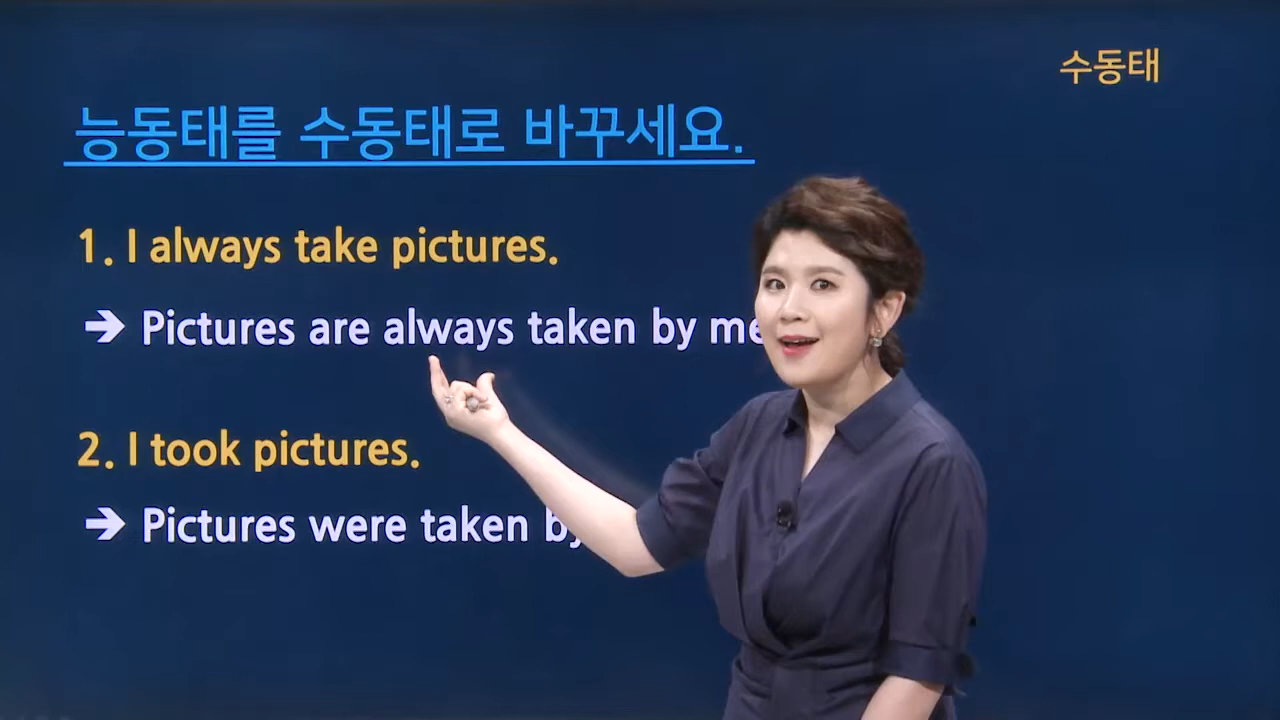 수동태
능동태를 수동태로 바꾸세요.
1. I always take pictures.
➔ Pictures are always taken by me
2. I took pictures.
➔ Pictures were taken by